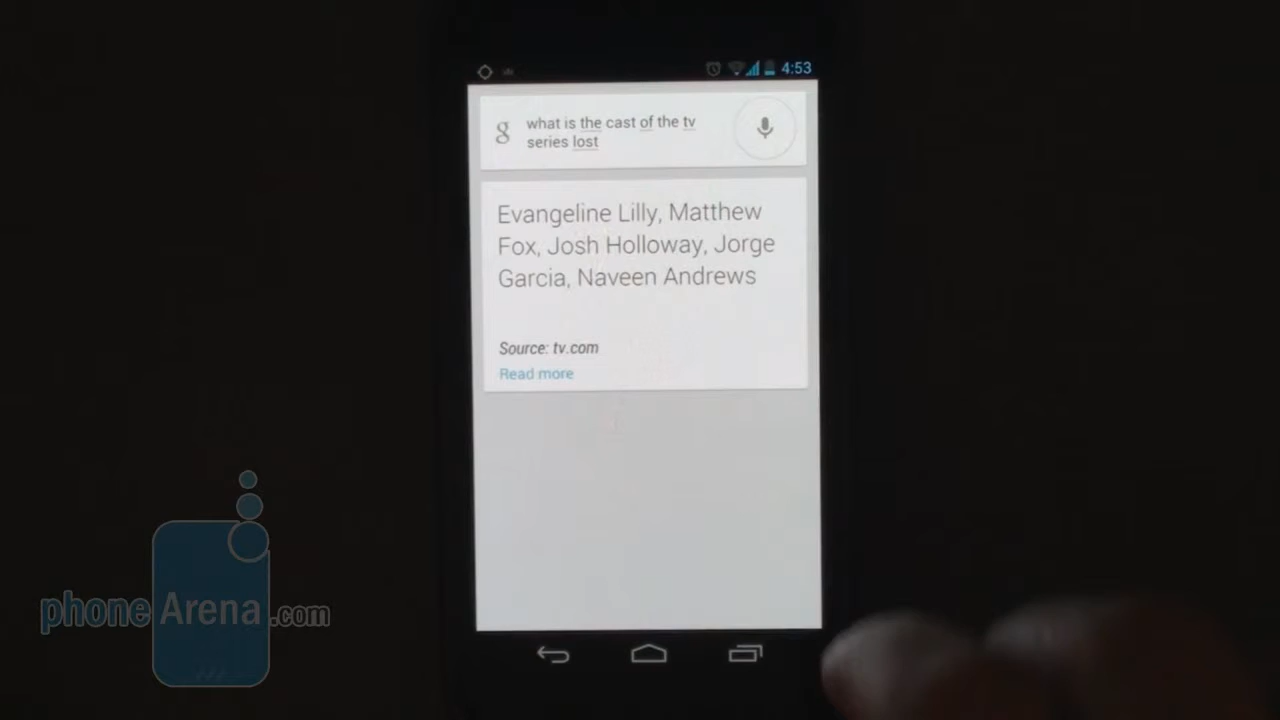 4:53
g
what is the cast of the tv
series lost
Evangeline Lilly, Matthew
Fox, Josh Holloway, Jorge
Garcia, Naveen Andrews
Source: tv.com
Read more
phoneArena.com